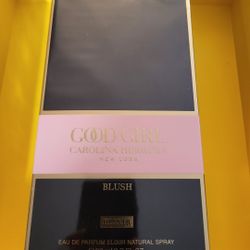 GOOD GIRL
CAROLINA HERRERA
NEW YORK
BLUSH
EAU DE PARFUM ELIXIR NATURAL SPRAY